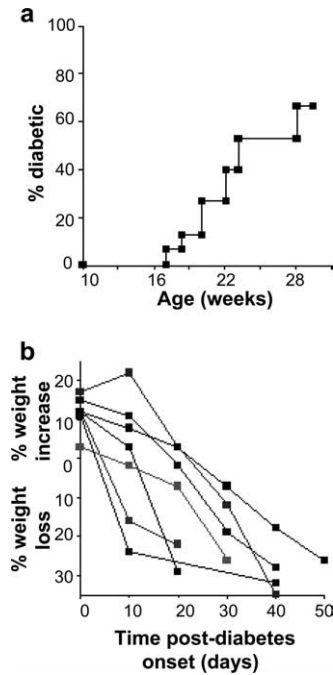 a
100
80
60
40
20
0
% diabetic
10 16 22 28
Age (weeks)
b
20
10
0
10
20
30
% weight increase
% weight loss
0 10 20 30 40 50
Time post-diabetes
onset (days)